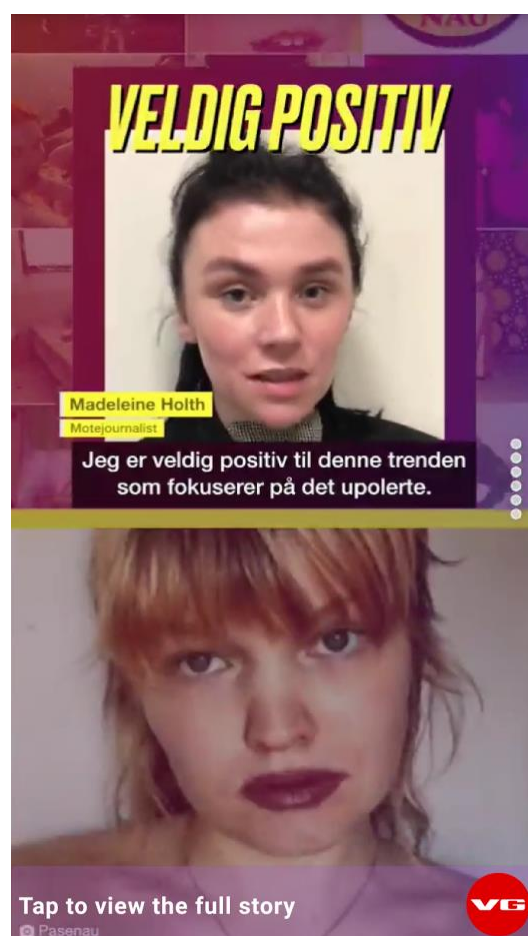 NAU
VELDIG POSITIV
Madeleine Holth
Motejournalist
Jeg er veldig positiv til denne trenden
som fokuserer på det upolerte.
Tap to view the full story
VG
Pasenau